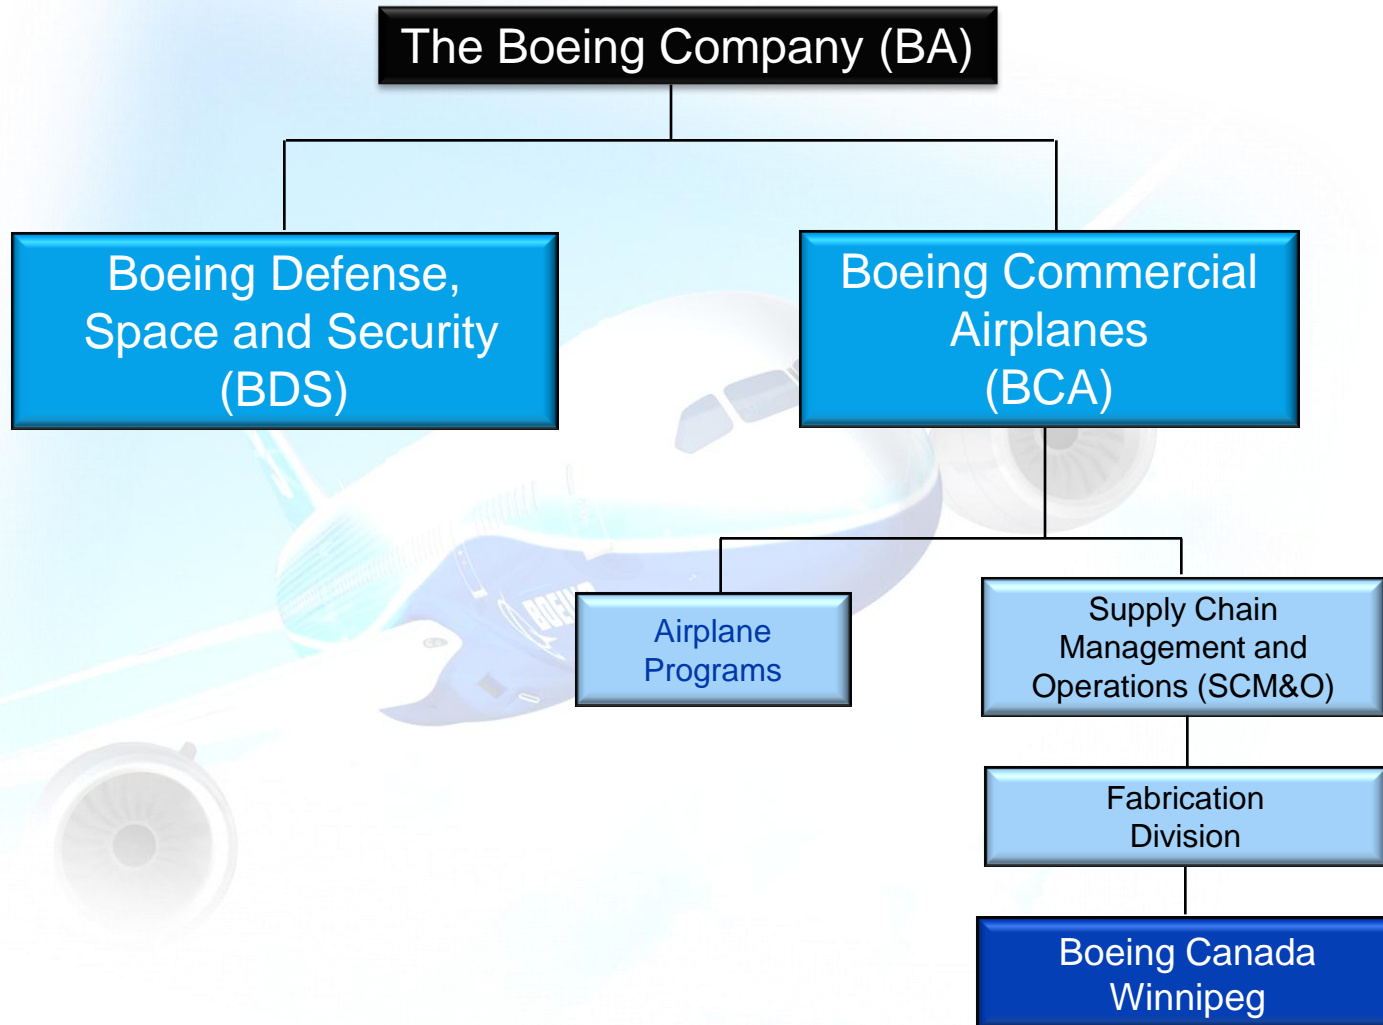 The Boeing Company (BA)
Boeing Defense,
Space and Security
(BDS)
Boeing Commercial
Airplanes
(BCA)
Airplane
Programs
Supply Chain
Management and
Operations (SCM&O)
Fabrication
Division
Boeing Canada
Winnipeg